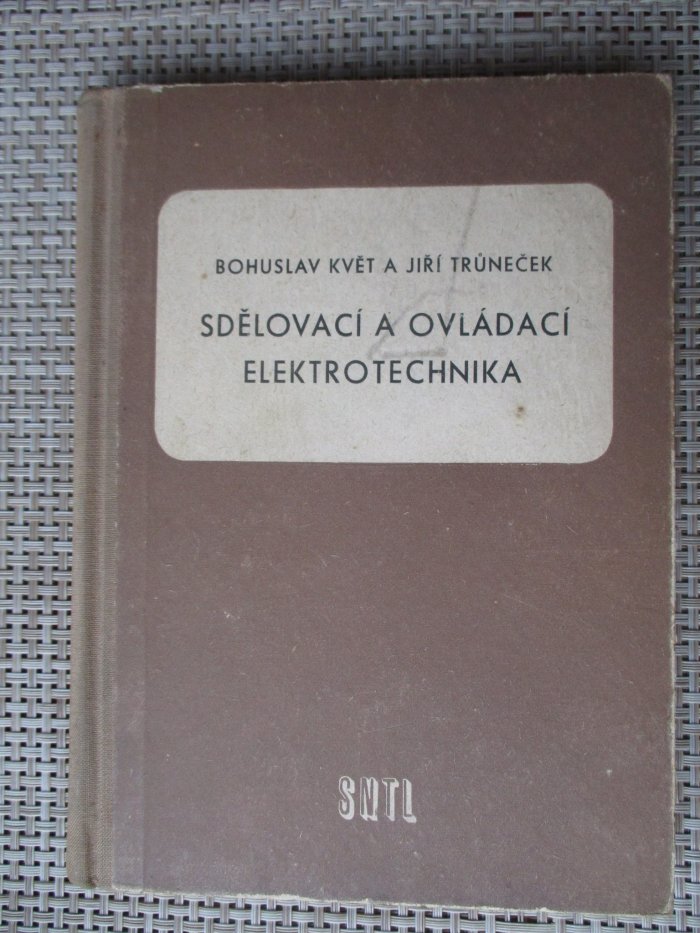 BOHUSLAV KVĚT A JIŘÍ TRŮNEČEK
SDĚLOVACÍ A OVLÁDACÍ
ELEKTROTECHNIKA
SNTL